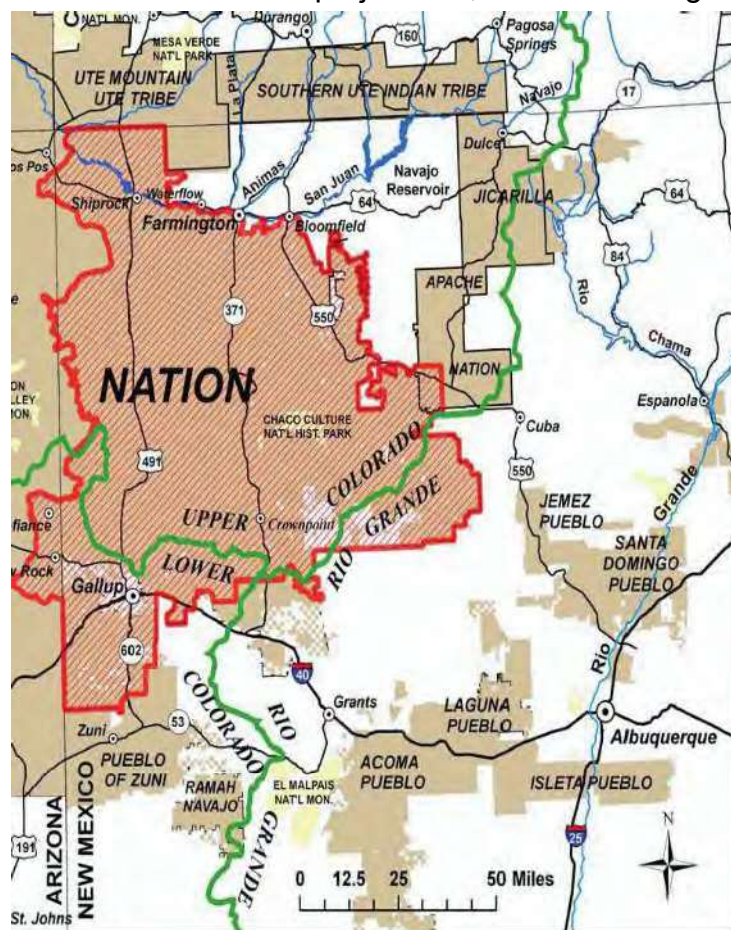 NAT'L MON.
MESA VERDE
NAT'L PARK
Durango
160
Pagosa
Springs
UTE MOUNTAIN
UTE TRIBE
La Plata
SOUTHERN UTE INDIAN TRIBE
Navajo
17
os Pos
Dulce
Animas
San Juan
Navajo
Reservoir
Shiprock
Waterflow
Farmington
Bloomfield
64
JICARILLA
64
84
371
550
APACHE
Rio
Chama
NATION
NATION
CHACO CULTURE
NAT'L HIST. PARK
COLORADO
Cuba
Espanola
491
550
UPPER
Crownpoint
GRANDE
RIO
JEMEZ
PUEBLO
Grande
SANTA
DOMINGO
PUEBLO
LOWER
Gallup
602
40
Rio
COLORADO
RIO
GRANDE
Grants
LAGUNA
PUEBLO
Albuquerque
53
Zuni
PUEBLO
OF ZUNI
RAMAH
NAVAJO
EL MALPAIS
NAT'L MON.
ACOMA
PUEBLO
ISLETA PUEBLO
25
N
191
ARIZONA
NEW MEXICO
0 12.5 25 50 Miles
St. Johns